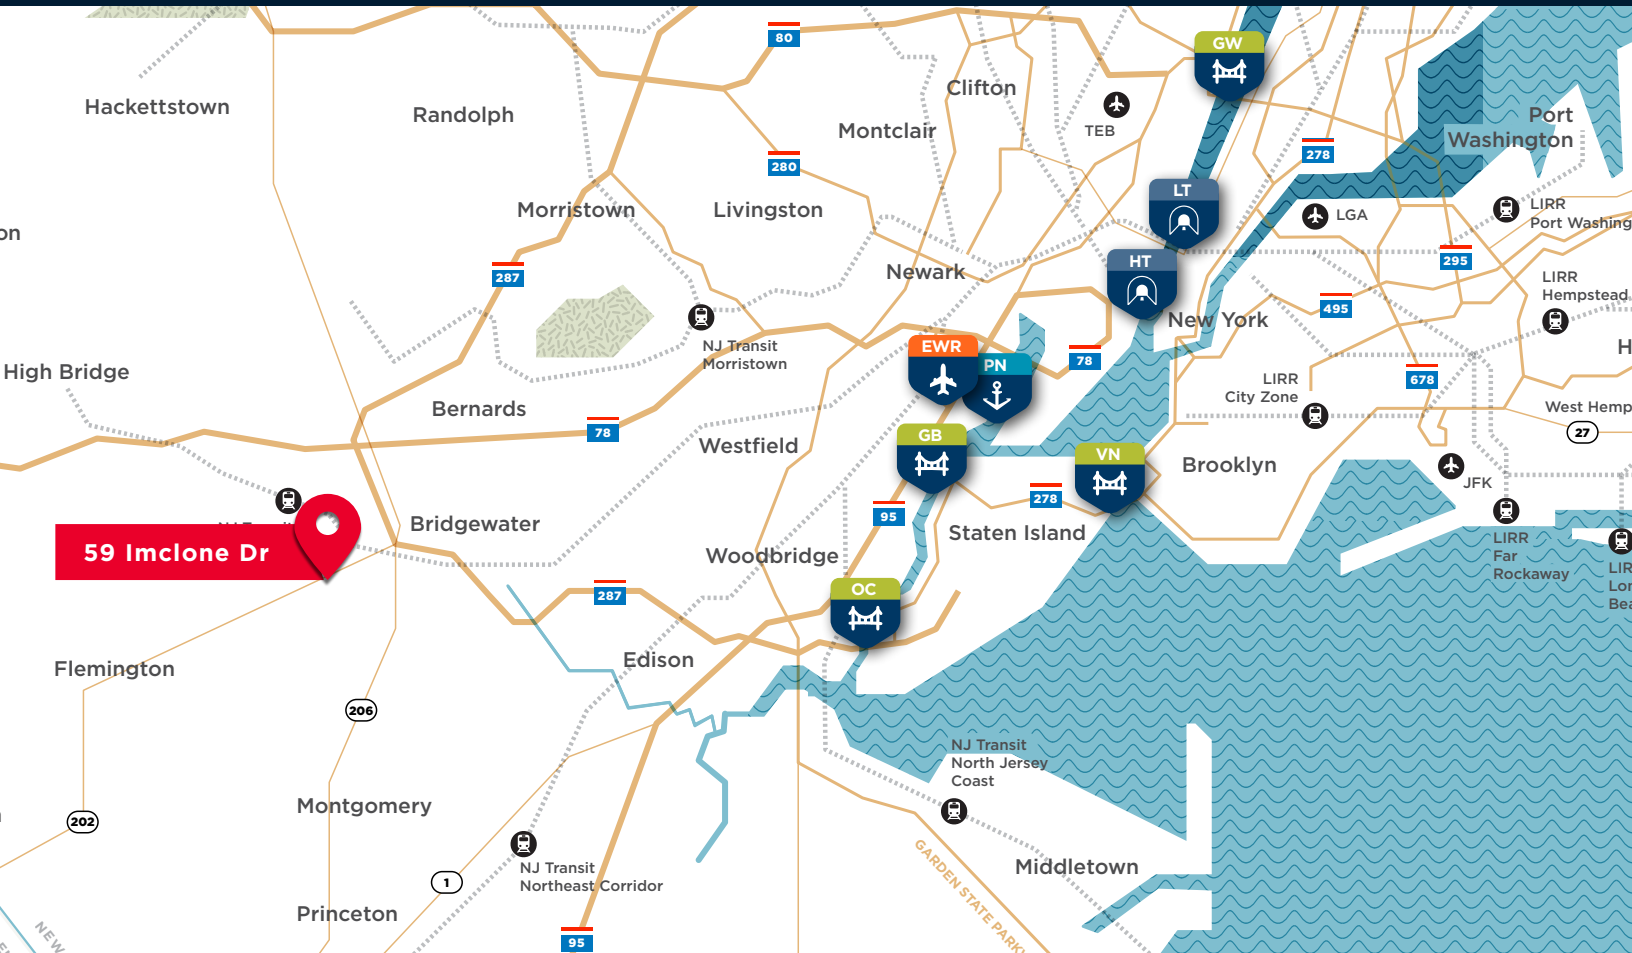 80
GW
Clifton
Hackettstown
Randolph
TEB
Montclair
Port
Washington
278
280
LT
Morristown
Livingston
LGA
LIRR
Port Washing
on
HT
295
287
Newark
LIRR
Hempstead
495
New York
NJ Transit
Morristown
EWR
PN
78
High Bridge
LIRR
City Zone
678
H
Bernards
West Hemp
27
78
Westfield
GB
VN
Brooklyn
JFK
278
95
Bridgewater
Staten Island
59 Imclone Dr
Woodbridge
LIRR
Far
Rockaway
LIR
Lon
Bea
287
OC
Flemington
Edison
206
NJ Transit
North Jersey
Coast
Montgomery
202
NJ Transit
Northeast Corridor
Middletown
1
GARDEN STATE PARK
Princeton
NEW
95